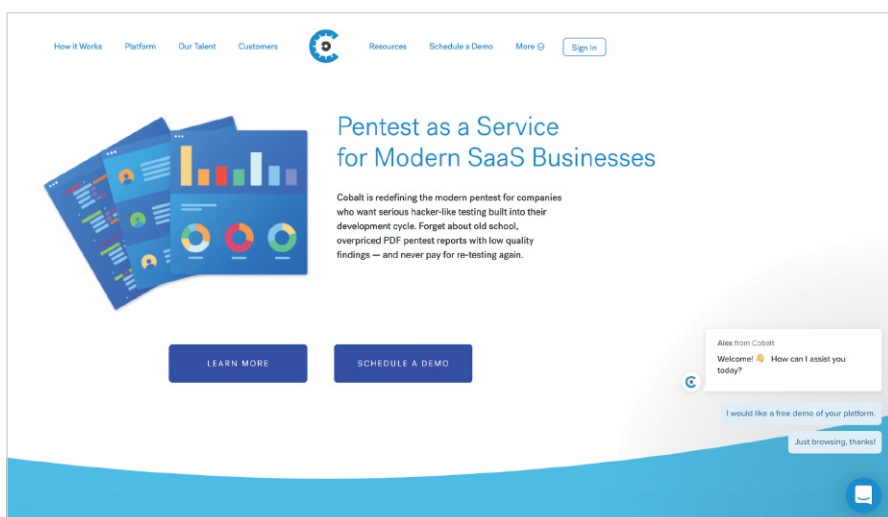 How it Works Platform Our Talent Customers Resources Schedule a Demo More Sign In
Pentest as a Service
for Modern SaaS Businesses
Cobalt is redefining the modern pentest for companies
who want serious hacker-like testing built into their
development cycle. Forget about old school,
overpriced PDF pentest reports with low quality
findings — and never pay for re-testing again.
LEARN MORE SCHEDULE A DEMO
Alex from Cobalt
Welcome! 👋 How can I assist you
today?
I would like a free demo of your platform.
Just browsing, thanks!